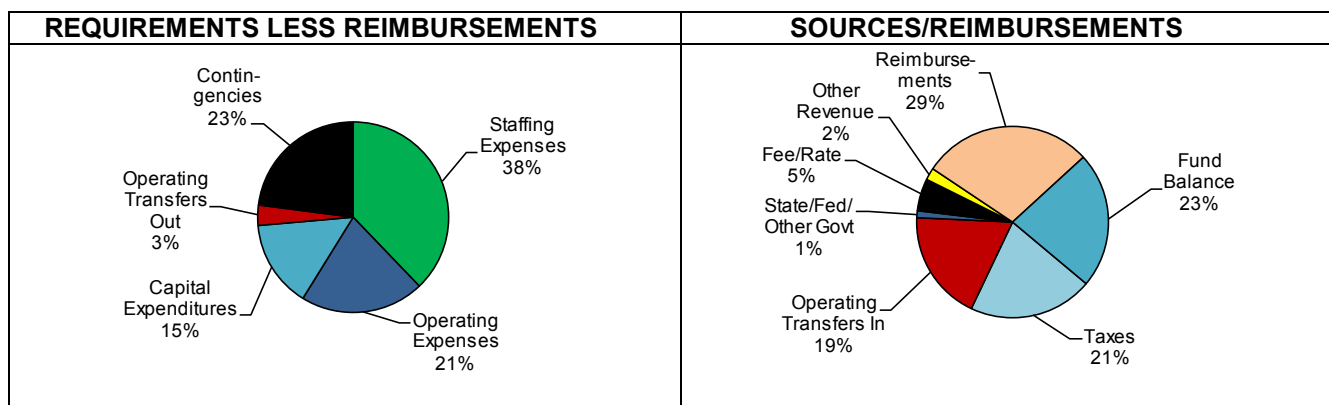 REQUIREMENTS LESS REIMBURSEMENTS
Contin-
gencies
23%
Staffing
Expenses
38%
Operating
Transfers
Out
3%
Capital
Expenditures
15%
Operating
Expenses
21%
SOURCES/REIMBURSEMENTS
Reimburse-
ments
29%
Other
Revenue
2%
Fee/Rate
5%
State/Fed/
Other Govt
1%
Fund
Balance
23%
Operating
Transfers In
19%
Taxes
21%